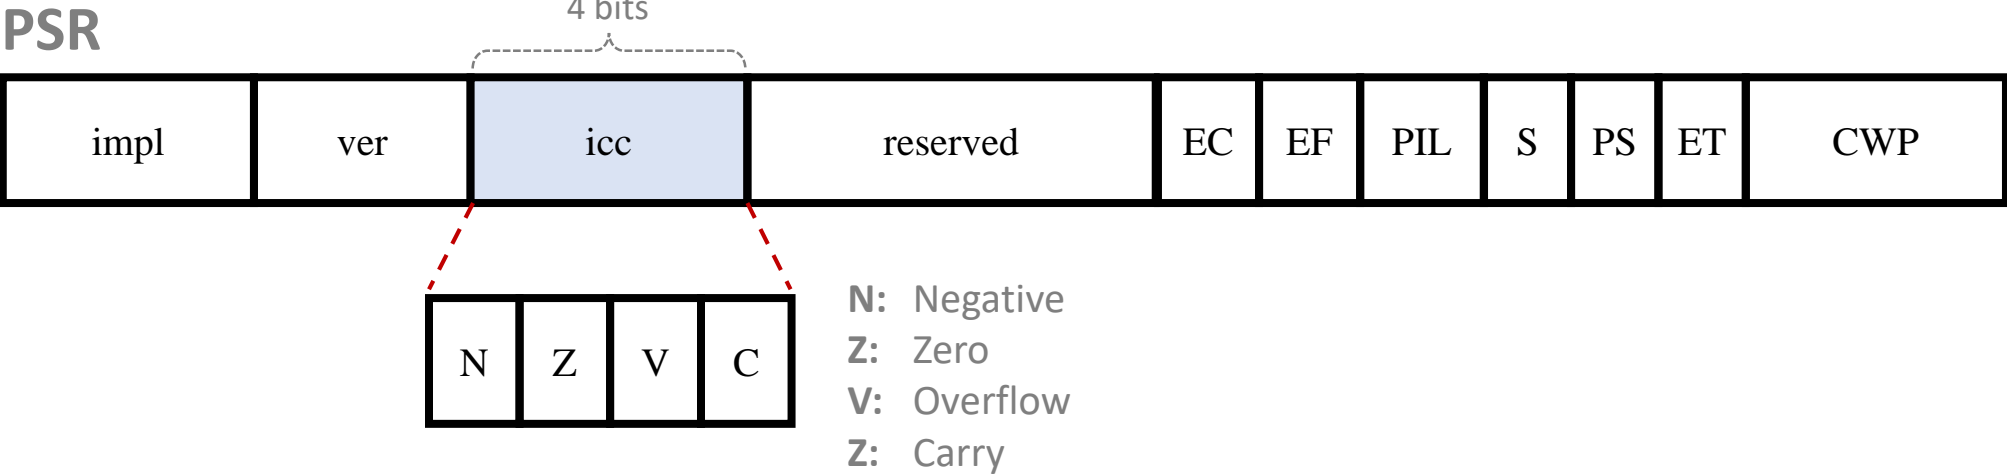 PSR
4 bits
impl ver icc reserved EC EF PIL S PS ET CWP
N Z V C
N: Negative
Z: Zero
V: Overflow
Z: Carry